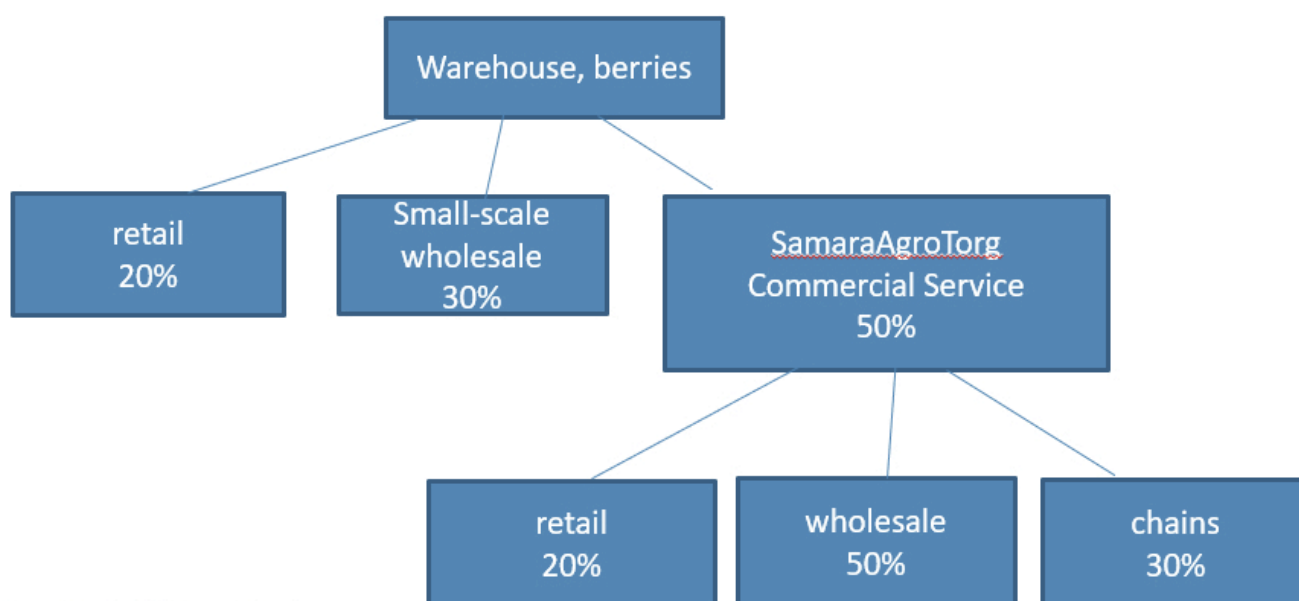 Warehouse, berries
retail
20%
Small-scale
wholesale
30%
SamaraAgroTorg
Commercial Service
50%
retail
20%
wholesale
50%
chains
30%